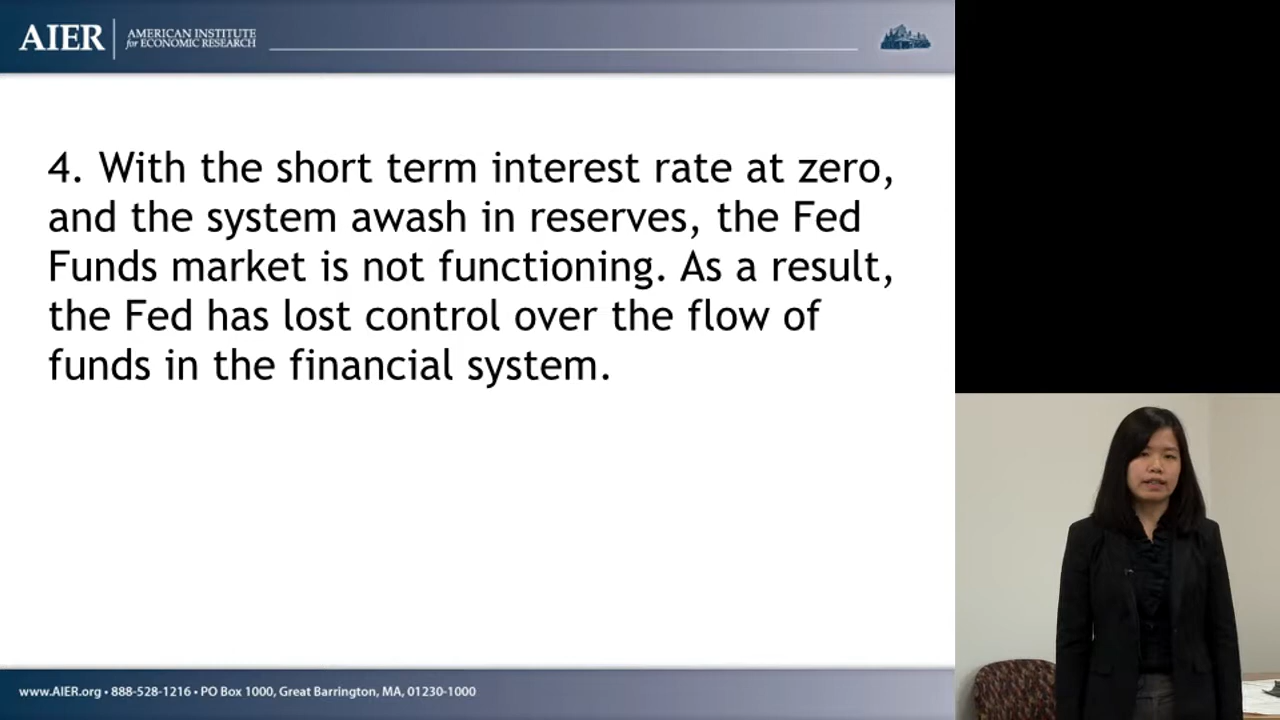 AIER
AMERICAN INSTITUTE
for ECONOMIC RESEARCH
4. With the short term interest rate at zero,
and the system awash in reserves, the Fed
Funds market is not functioning. As a result,
the Fed has lost control over the flow of
funds in the financial system.
www.AIER.org • 888-528-1216 • PO Box 1000, Great Barrington, MA, 01230-1000